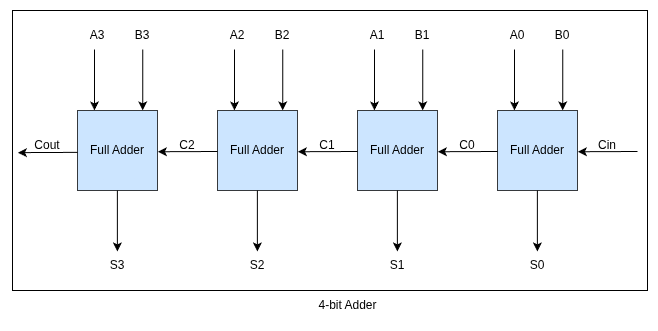 A3 B3 A2 B2 A1 B1 A0 B0
Cout Full Adder C2 Full Adder C1 Full Adder C0 Full Adder Cin
S3 S2 S1 S0
4-bit Adder